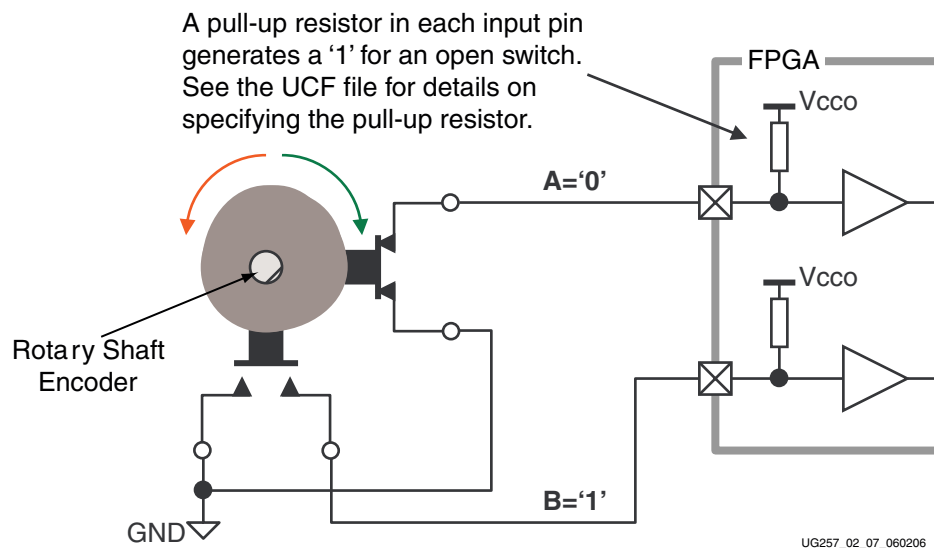 A pull-up resistor in each input pin
generates a ‘1’ for an open switch.
See the UCF file for details on
specifying the pull-up resistor.
FPGA
Vcco
A=‘0’
Vcco
Rotary Shaft
Encoder
B=‘1’
GND
UG257_02_07_060206